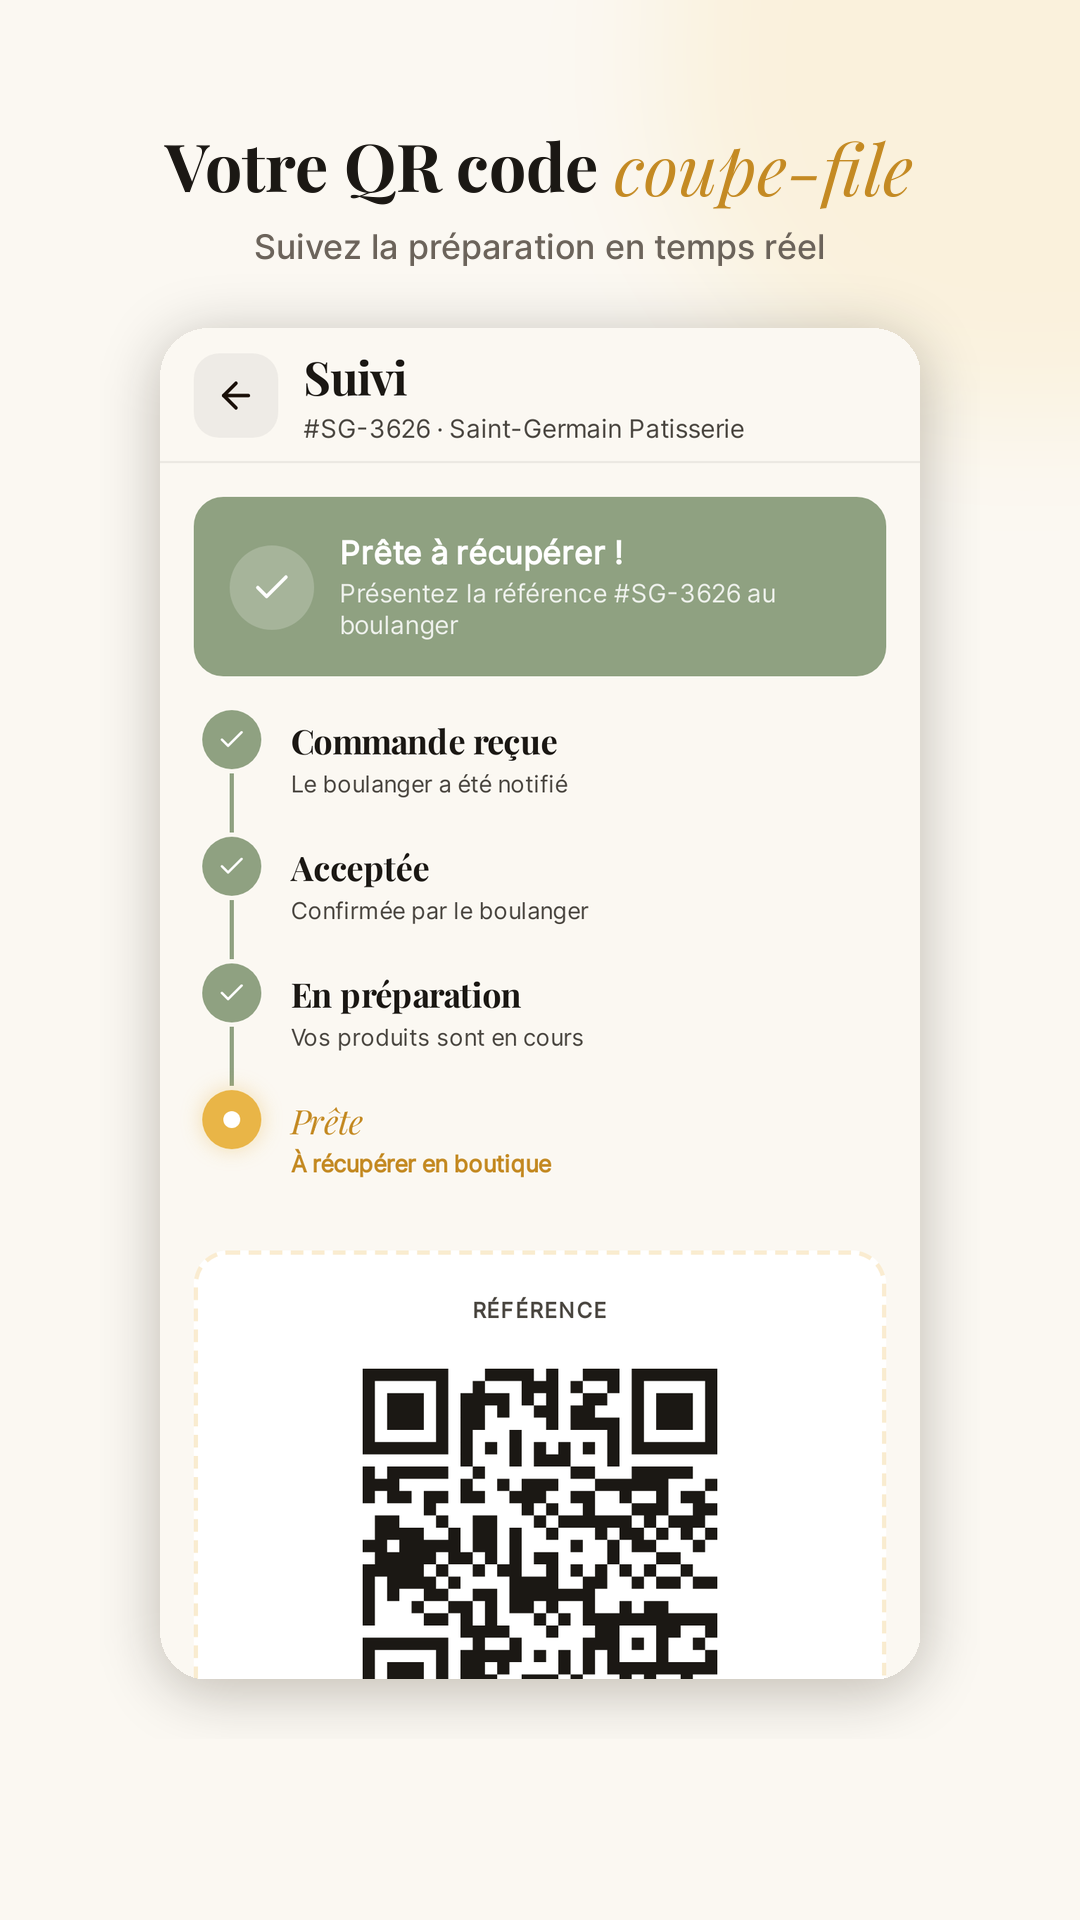 Votre QR code coupe-file
Suivez la préparation en temps réel
Suivi
#SG-3626 · Saint-Germain Patisserie
Prête à récupérer !
Présentez la référence #SG-3626 au
boulanger
Commande reçue
Le boulanger a été notifié
Acceptée
Confirmée par le boulanger
En préparation
Vos produits sont en cours
Prête
À récupérer en boutique
RÉFÉRENCE